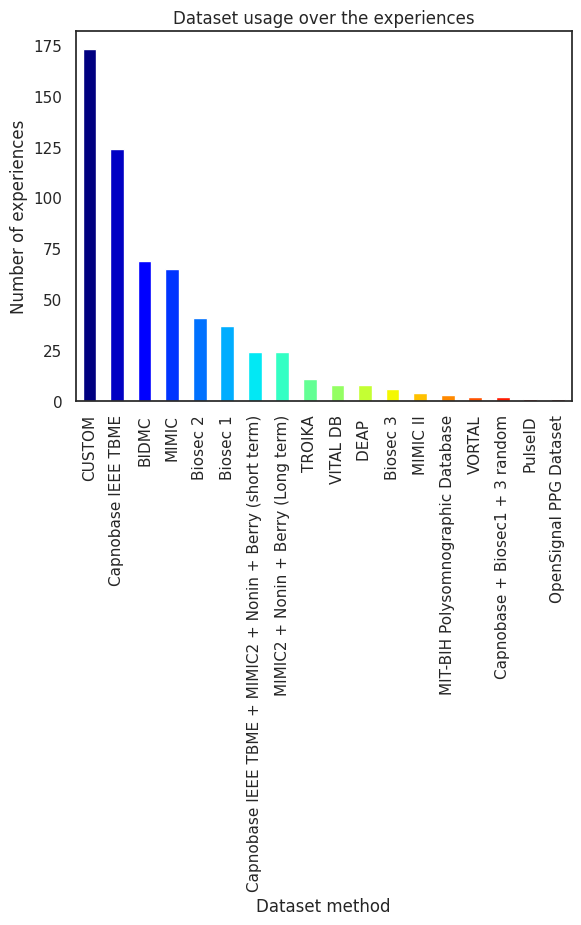 Dataset usage over the experiences
Number of experiences
175
150
125
100
75
50
25
0
CUSTOM
Capnobase IEEE TBME
BIDMC
MIMIC
Biosec 2
Biosec 1
Capnobase IEEE TBME + MIMIC2 + Nonin + Berry (short term)
MIMIC2 + Nonin + Berry (Long term)
TROIKA
VITAL DB
DEAP
Biosec 3
MIMIC II
MIT-BIH Polysomnographic Database
VORTAL
Capnobase + Biosec1 + 3 random
PulseID
OpenSignal PPG Dataset
Dataset method